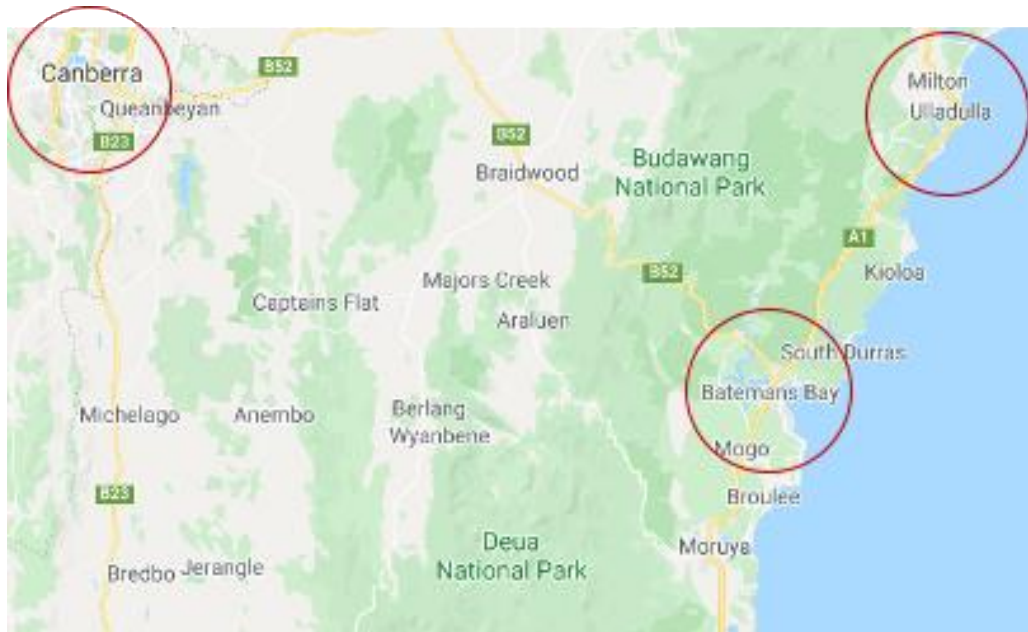 Canberra
B52
Milton
Queanbeyan
Ulladulla
B23
B52
Braidwood
Budawang
National Park
A1
B52
Kioloa
Majors Creek
Captains Flat
Araluen
South Durras
Batemans Bay
Michelago
Anembo
Berlang
Wyanbene
Mogo
B23
Broulee
Deua
National Park
Moruya
Bredbo
Jerangle